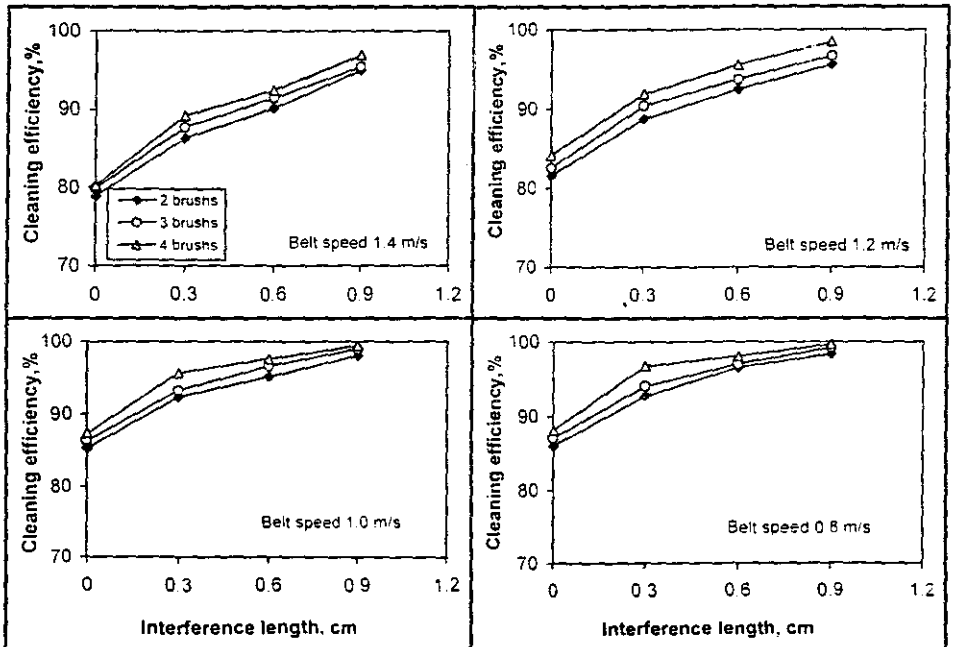 Cleaning efficiency,%
100
90
80
70
2 brushs
3 brushs
4 brushs
Belt speed 1.4 m/s
0 0.3 0.6 0.9 1.2
Cleaning efficiency,%
100
90
80
70
Belt speed 1.2 m/s
0 0.3 0.6 0.9 1.2
Cleaning efficiency,%
100
90
80
70
Belt speed 1.0 m/s
0 0.3 0.6 0.9 1.2
Interference length, cm
Cleaning efficiency,%
100
90
80
70
Belt speed 0.8 m/s
0 0.3 0.6 0.9 1.2
Interference length, cm